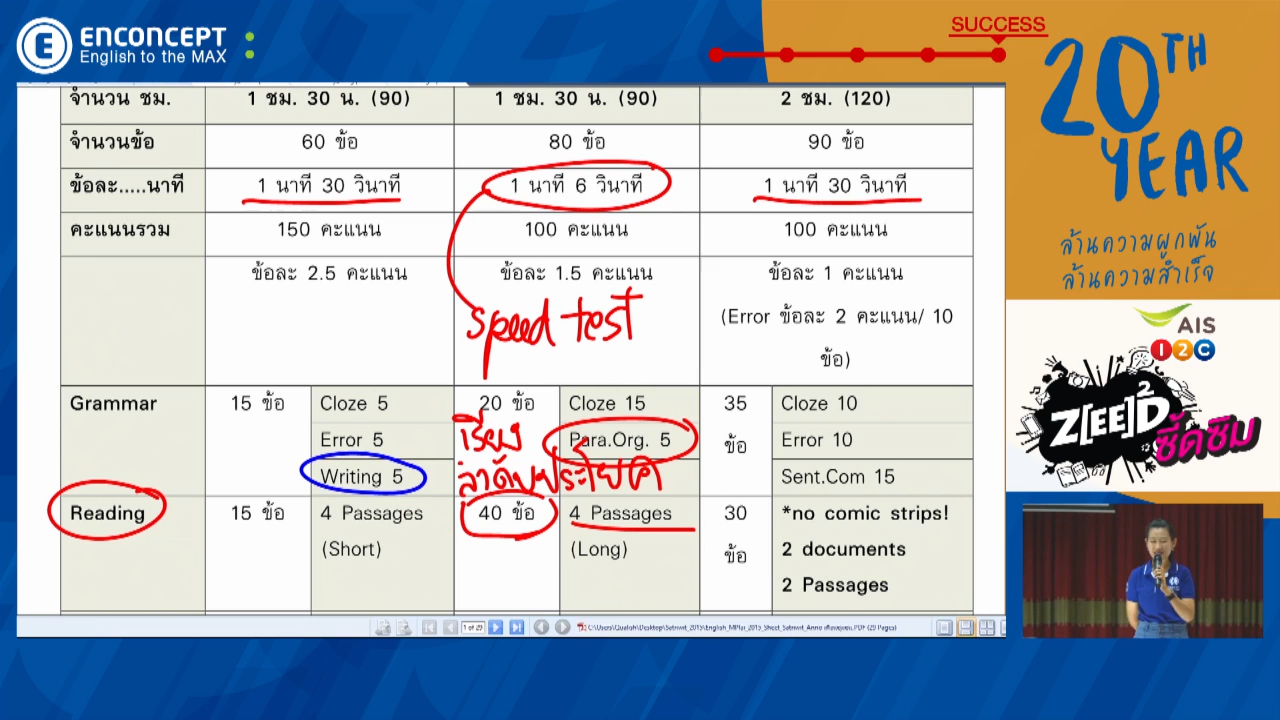 ENCONCEPT
English to the MAX
SUCCESS
20TH
YEAR
ล้านความผูกพัน
ล้านความสำเร็จ
AIS
I2C
Z[EE]D2
ซี้ดซิม
จำนวน ชม. 1 ชม. 30 น. (90) 1 ชม. 30 น. (90) 2 ชม. (120)
จำนวนข้อ 60 ข้อ 80 ข้อ 90 ข้อ
ข้อละ.....นาที 1 นาที 30 วินาที 1 นาที 6 วินาที 1 นาที 30 วินาที
คะแนนรวม 150 คะแนน 100 คะแนน 100 คะแนน
ข้อละ 2.5 คะแนน ข้อละ 1.5 คะแนน ข้อละ 1 คะแนน
speed test (Error ข้อละ 2 คะแนน/ 10
ข้อ)
Grammar 15 ข้อ Cloze 5 20 ข้อ Cloze 15 35 Cloze 10
Error 5 เรียง Para.Org. 5 ข้อ Error 10
Writing 5 ลำดับประโยค Sent.Com 15
Reading 15 ข้อ 4 Passages 40 ข้อ 4 Passages 30 *no comic strips!
(Short) (Long) ข้อ 2 documents
2 Passages
1 of 29